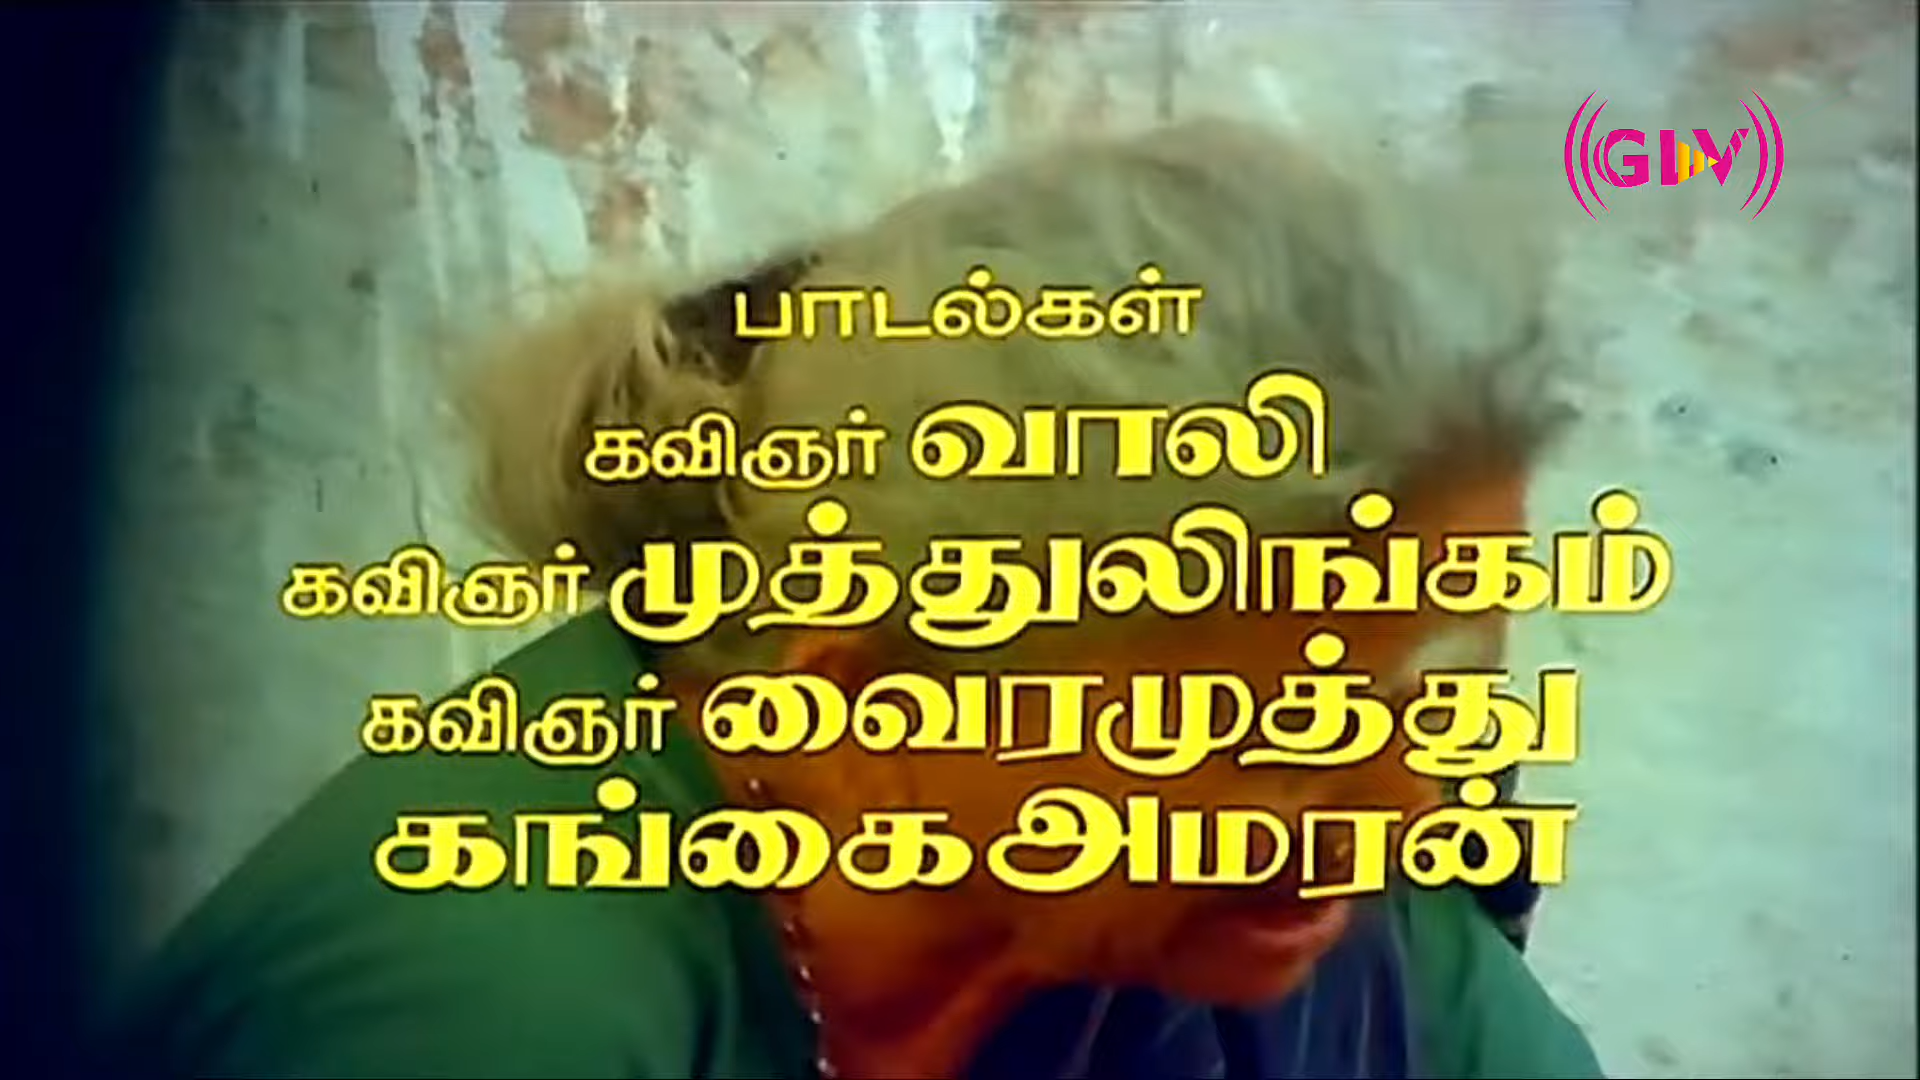 GLV
பாடல்கள்
கவிஞர் வாலி
கவிஞர் முத்துலிங்கம்
கவிஞர் வைரமுத்து
கங்கைஅமரன்